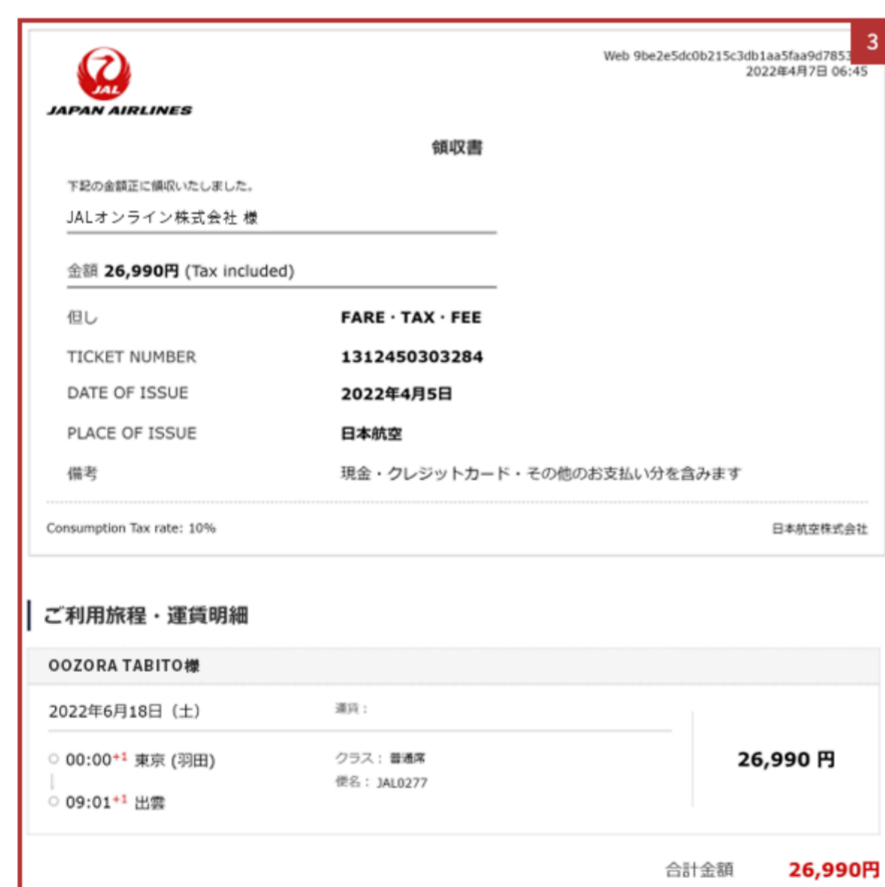 3
Web 9be2e5dc0b215c3db1aa5faa9d7853
2022年4月7日 06:45
JAL
JAPAN AIRLINES
領収書
下記の金額正に領収いたしました。
JALオンライン株式会社 様
金額 26,990円 (Tax included)
但し FARE・TAX・FEE
TICKET NUMBER 1312450303284
DATE OF ISSUE 2022年4月5日
PLACE OF ISSUE 日本航空
備考 現金・クレジットカード・その他のお支払い分を含みます
Consumption Tax rate: 10% 日本航空株式会社
ご利用旅程・運賃明細
OOZORA TABITO様
2022年6月18日（土） 運賃：
00:00+1 東京 (羽田) クラス：普通席 26,990 円
便名：JAL0277
09:01+1 出雲
合計金額 26,990円